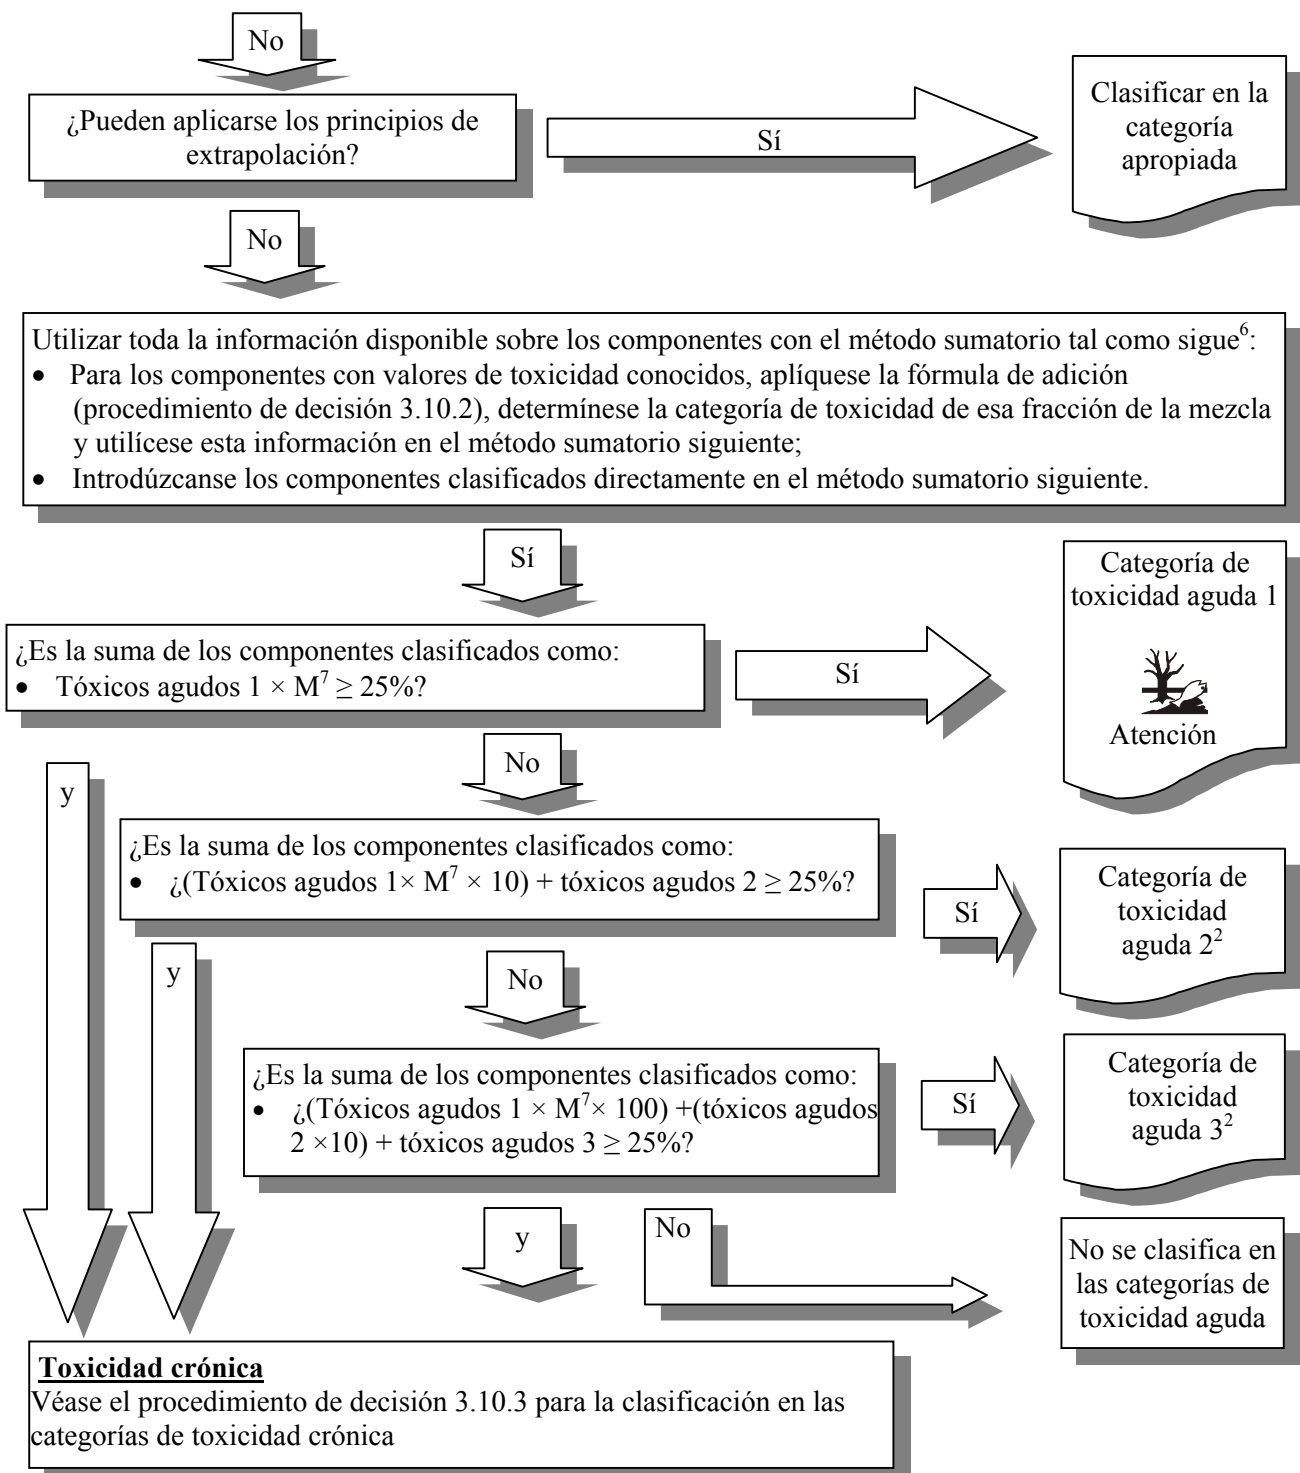 No
¿Pueden aplicarse los principios de
extrapolación?
Sí
Clasificar en la
categoría
apropiada
No
Utilizar toda la información disponible sobre los componentes con el método sumatorio tal como sigue⁶:
• Para los componentes con valores de toxicidad conocidos, aplíquese la fórmula de adición
(procedimiento de decisión 3.10.2), determínese la categoría de toxicidad de esa fracción de la mezcla
y utilícese esta información en el método sumatorio siguiente;
• Introdúzcanse los componentes clasificados directamente en el método sumatorio siguiente.
Sí
¿Es la suma de los componentes clasificados como:
• Tóxicos agudos 1 × M⁷ ≥ 25%?
Sí
Categoría de
toxicidad aguda 1
Atención
No
y
¿Es la suma de los componentes clasificados como:
• ¿(Tóxicos agudos 1× M⁷ × 10) + tóxicos agudos 2 ≥ 25%?
Sí
Categoría de
toxicidad
aguda 2²
y
No
¿Es la suma de los componentes clasificados como:
• ¿(Tóxicos agudos 1 × M⁷× 100) +(tóxicos agudos
2 ×10) + tóxicos agudos 3 ≥ 25%?
Sí
Categoría de
toxicidad
aguda 3²
y
No
No se clasifica en
las categorías de
toxicidad aguda
Toxicidad crónica
Véase el procedimiento de decisión 3.10.3 para la clasificación en las
categorías de toxicidad crónica